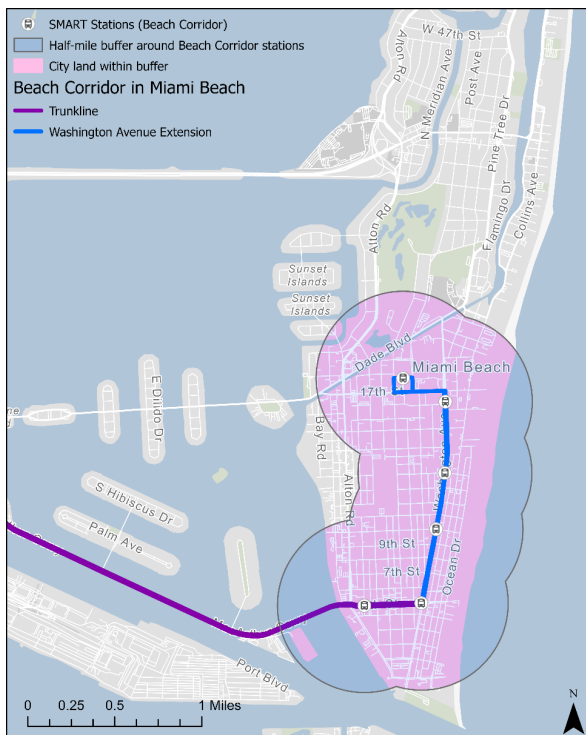 SMART Stations (Beach Corridor)
Half-mile buffer around Beach Corridor stations
City land within buffer
Beach Corridor in Miami Beach
Trunkline
Washington Avenue Extension
W 47th St
Alton Rd
N Meridian Ave
Post Ave
Pine Tree Dr
Flamingo Dr
Collins Ave
Alton Rd
Sunset
Islands
Sunset
Islands
Dade Blvd
Miami Beach
17th St
E Dilido Dr
Bay Rd
Alton Rd
S Hibiscus Dr
Palm Ave
9th St
7th St
Ocean Dr
Port Blvd
0 0.25 0.5 1 Miles
N